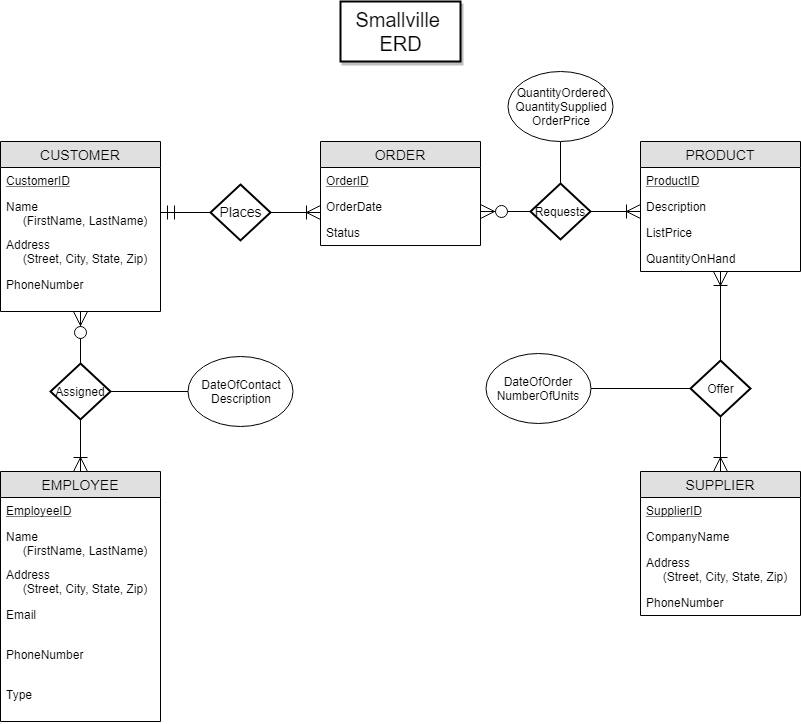 Smallville
ERD
QuantityOrdered
QuantitySupplied
OrderPrice
CUSTOMER
CustomerID
Name
(FirstName, LastName)
Address
(Street, City, State, Zip)
PhoneNumber
Places
ORDER
OrderID
OrderDate
Status
Requests
PRODUCT
ProductID
Description
ListPrice
QuantityOnHand
Assigned
DateOfContact
Description
DateOfOrder
NumberOfUnits
Offer
EMPLOYEE
EmployeeID
Name
(FirstName, LastName)
Address
(Street, City, State, Zip)
Email
PhoneNumber
Type
SUPPLIER
SupplierID
CompanyName
Address
(Street, City, State, Zip)
PhoneNumber